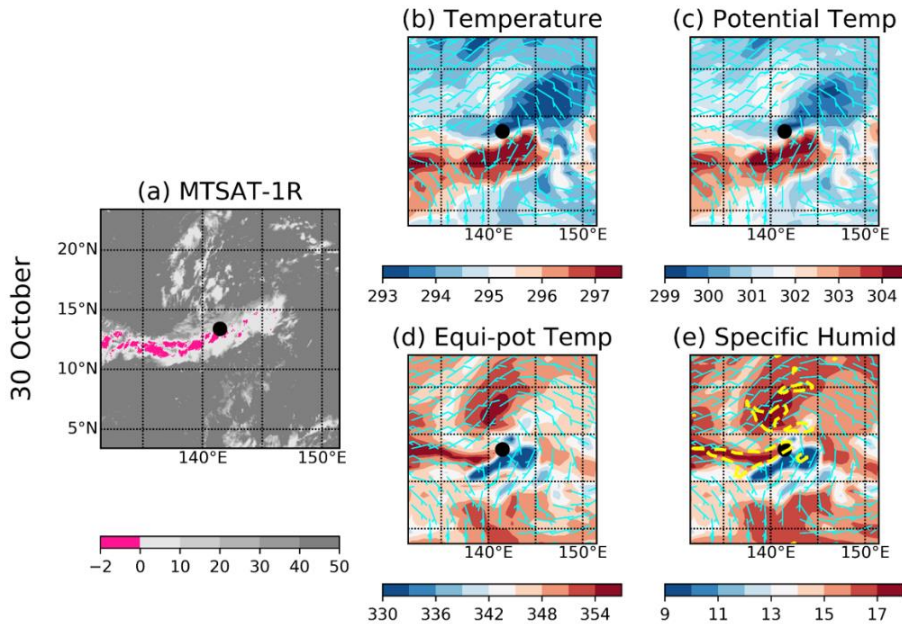 30 October
(a) MTSAT-1R
20°N
15°N
10°N
5°N
140°E 150°E
−2 0 10 20 30 40 50
(b) Temperature
140°E 150°E
293 294 295 296 297
(c) Potential Temp
140°E 150°E
299 300 301 302 303 304
(d) Equi-pot Temp
140°E 150°E
330 336 342 348 354
(e) Specific Humid
140°E 150°E
9 11 13 15 17